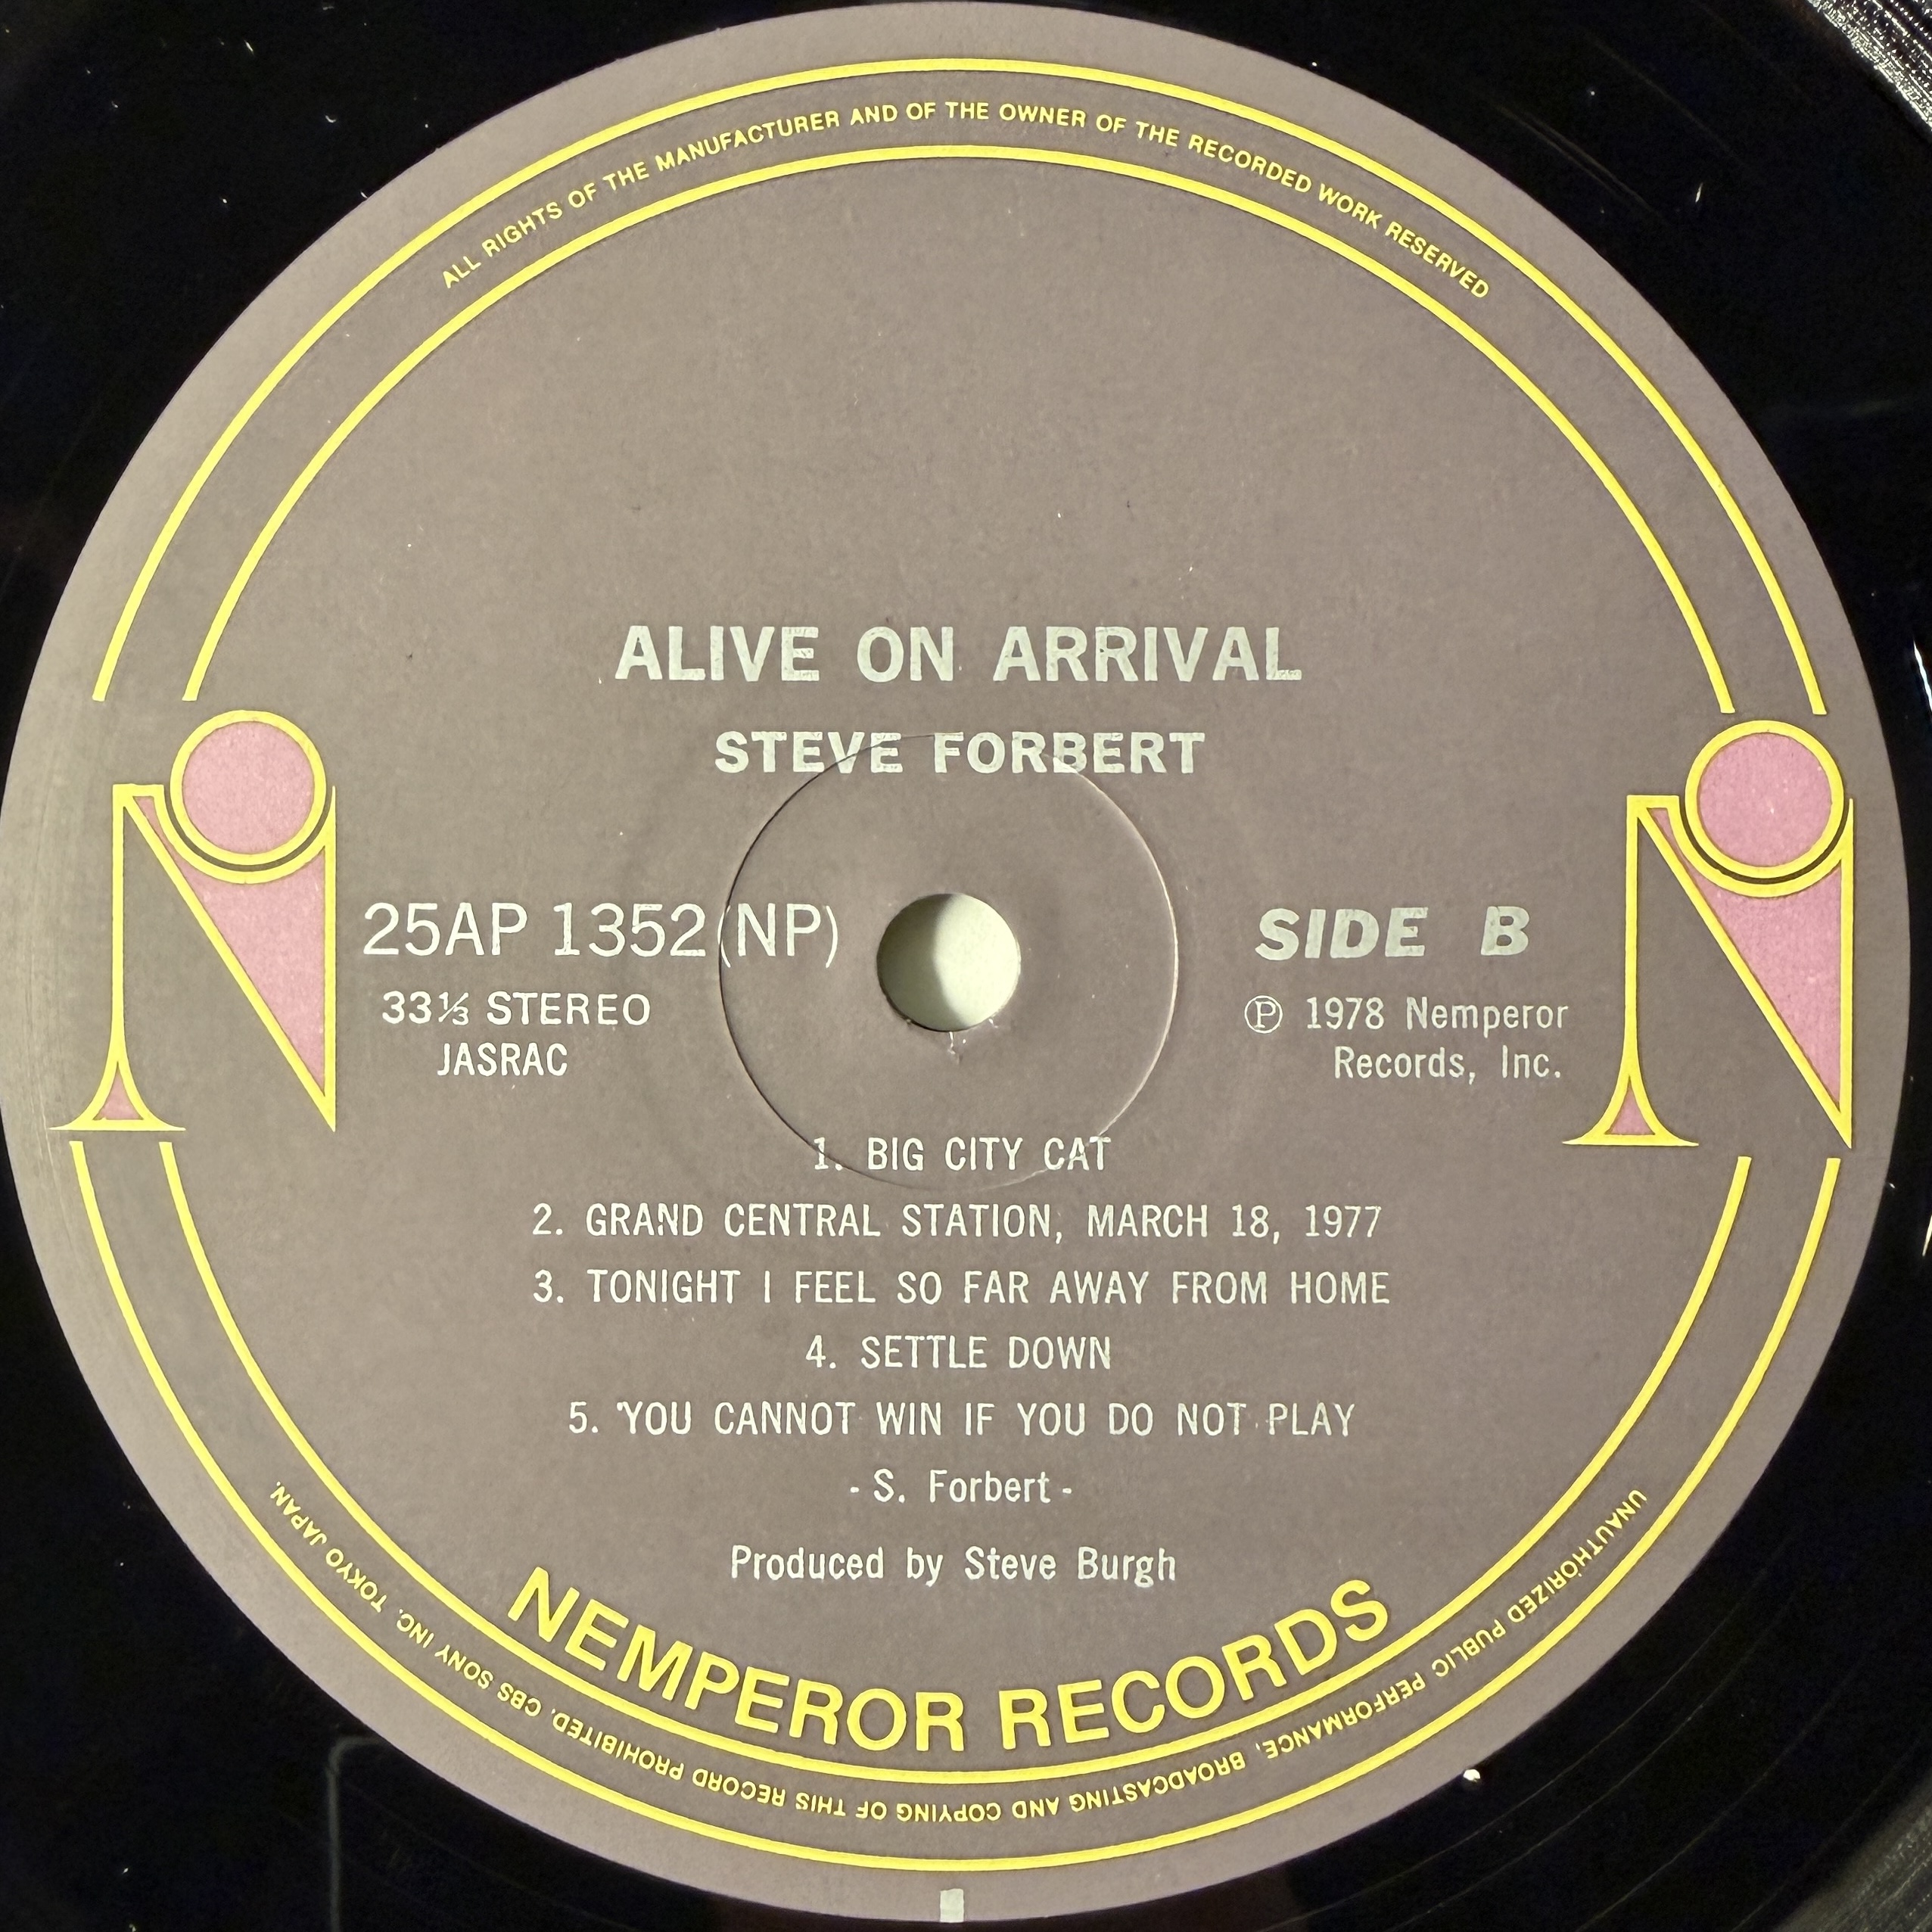 ALL RIGHTS OF THE MANUFACTURER AND OF THE OWNER OF THE RECORDED WORK RESERVED
ALIVE ON ARRIVAL
STEVE FORBERT
25AP 1352(NP)
33⅓ STEREO
JASRAC
SIDE B
Ⓟ 1978 Nemperor
Records, Inc.
1. BIG CITY CAT
2. GRAND CENTRAL STATION, MARCH 18, 1977
3. TONIGHT I FEEL SO FAR AWAY FROM HOME
4. SETTLE DOWN
5. YOU CANNOT WIN IF YOU DO NOT PLAY
- S. Forbert -
Produced by Steve Burgh
NEMPEROR RECORDS
UNAUTHORIZED PUBLIC PERFORMANCE, BROADCASTING AND COPYING OF THIS RECORD PROHIBITED. CBS SONY INC. TOKYO JAPAN.